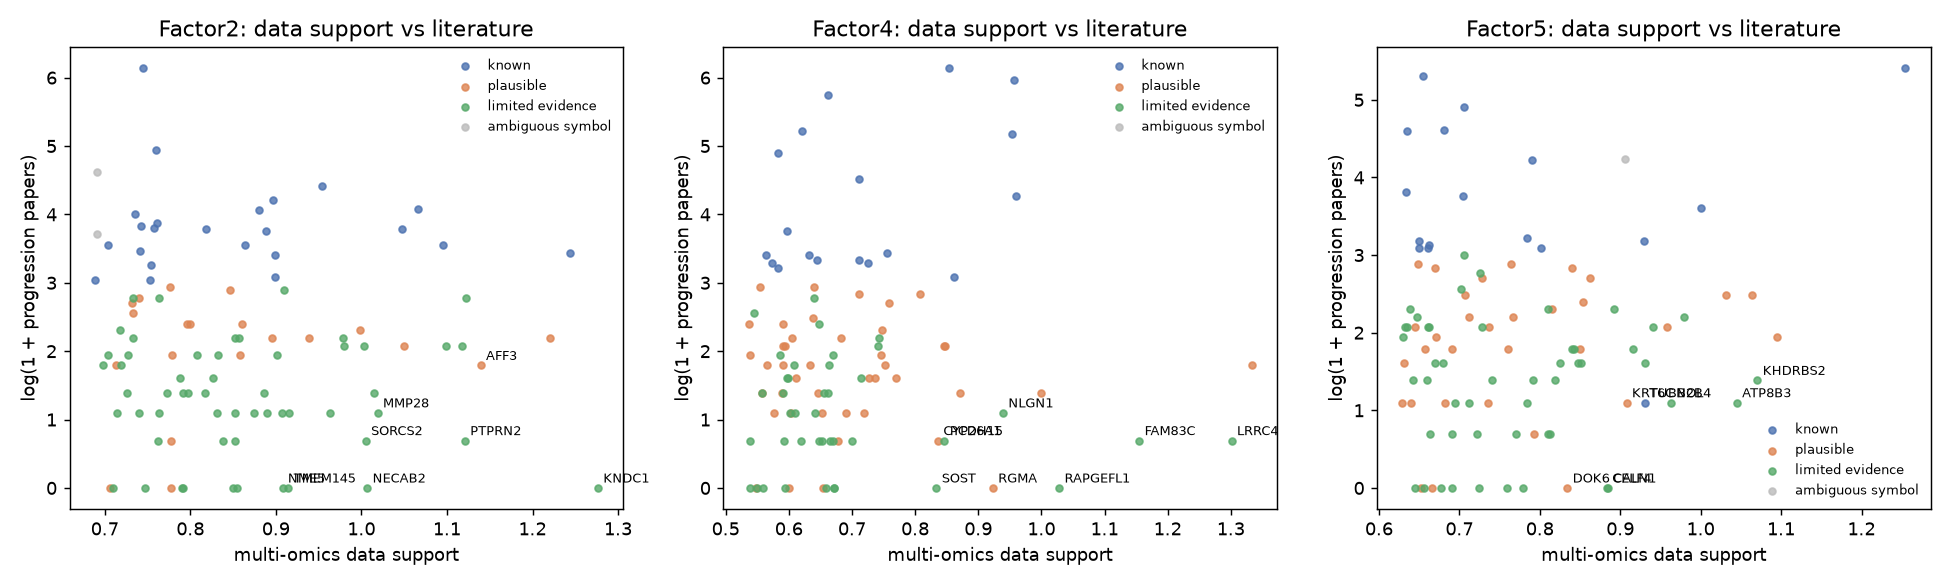 Factor2: data support vs literature
log(1 + progression papers)
6
5
4
3
2
1
0
known
plausible
limited evidence
ambiguous symbol
AFF3
MMP28
SORCS2
PTPRN2
TMEM145
NECAB2
KNDC1
0.7 0.8 0.9 1.0 1.1 1.2 1.3
multi-omics data support
Factor4: data support vs literature
log(1 + progression papers)
6
5
4
3
2
1
0
known
plausible
limited evidence
ambiguous symbol
NLGN1
FAM83C
LRRC4
SOST
RGMA
RAPGEFL1
0.5 0.6 0.7 0.8 0.9 1.0 1.1 1.2 1.3
multi-omics data support
Factor5: data support vs literature
log(1 + progression papers)
5
4
3
2
1
0
KHDRBS2
ATP8B3
known
plausible
limited evidence
ambiguous symbol
DOK6
0.6 0.7 0.8 0.9 1.0 1.1 1.2
multi-omics data support